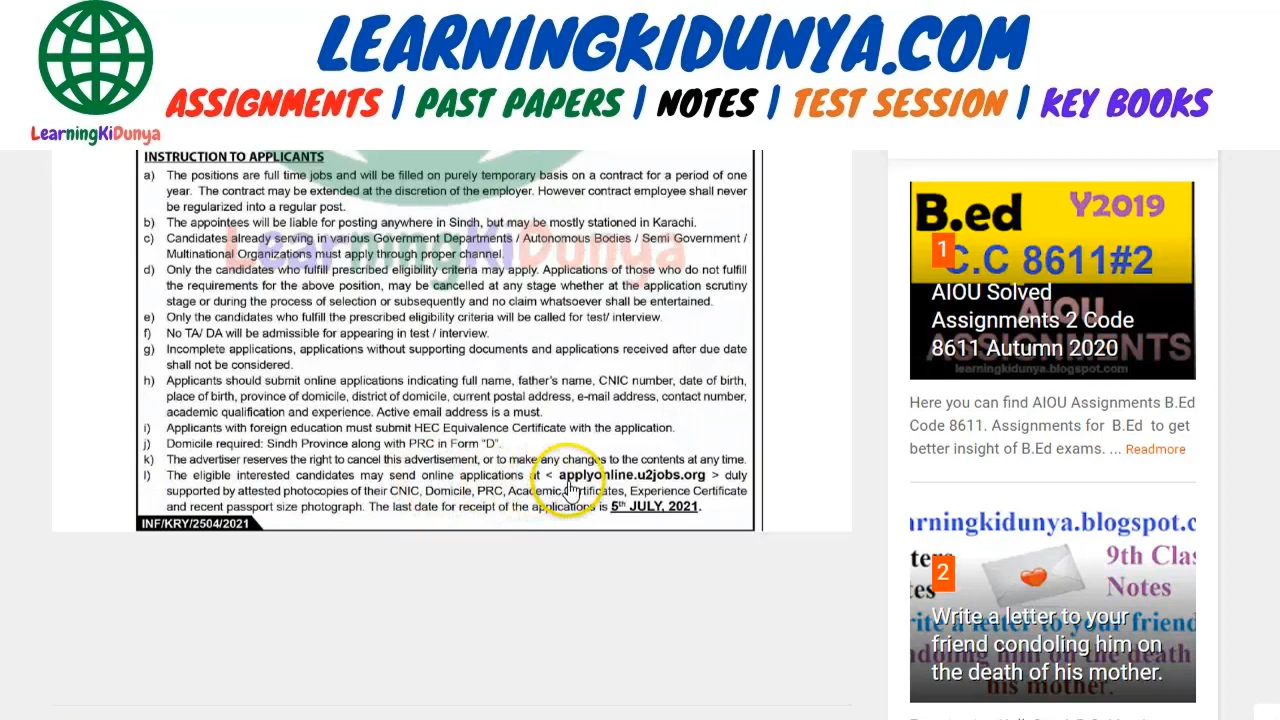 LEARNINGKIDUNYA.COM
ASSIGNMENTS | PAST PAPERS | NOTES | TEST SESSION | KEY BOOKS
LearningKiDunya
INSTRUCTION TO APPLICANTS
a) The positions are full time jobs and will be filled on purely temporary basis on a contract for a period of one
year. The contract may be extended at the discretion of the employer. However contract employee shall never
be regularized into a regular post.
b) The appointees will be liable for posting anywhere in Sindh, but may be mostly stationed in Karachi.
c) Candidates already serving in various Government Departments / Autonomous Bodies / Semi Government /
Multinational Organizations must apply through proper channel.
d) Only the candidates who fulfill prescribed eligibility criteria may apply. Applications of those who do not fulfill
the requirements for the above position, may be cancelled at any stage whether at the application scrutiny
stage or during the process of selection or subsequently and no claim whatsoever shall be entertained.
e) Only the candidates who fulfill the prescribed eligibility criteria will be called for test/ interview.
f) No TA/ DA will be admissible for appearing in test / interview.
g) Incomplete applications, applications without supporting documents and applications received after due date
shall not be considered.
h) Applicants should submit online applications indicating full name, father's name, CNIC number, date of birth,
place of birth, province of domicile, district of domicile, current postal address, e-mail address, contact number,
academic qualification and experience. Active email address is a must.
i) Applicants with foreign education must submit HEC Equivalence Certificate with the application.
j) Domicile required: Sindh Province along with PRC in Form "D".
k) The advertiser reserves the right to cancel this advertisement, or to make any changes to the contents at any time.
l) The eligible interested candidates may send online applications at < applyonline.u2jobs.org > duly
supported by attested photocopies of their CNIC, Domicile, PRC, Academic Certificates, Experience Certificate
and recent passport size photograph. The last date for receipt of the applications is 5th JULY, 2021.
INF/KRY/2504/2021
LearningKiDunya
B.ed Y2019
C.C 8611#2
1
AIOU
ASSIGNMENTS
AIOU Solved
Assignments 2 Code
8611 Autumn 2020
learningkidunya.blogspot.com
Here you can find AIOU Assignments B.Ed
Code 8611. Assignments for B.Ed to get
better insight of B.Ed exams. ... Readmore
arningkidunya.blogspot.c
9th Clas
Notes
2
Write a letter to your
friend condoling him on
the death of his mother.
his mother.